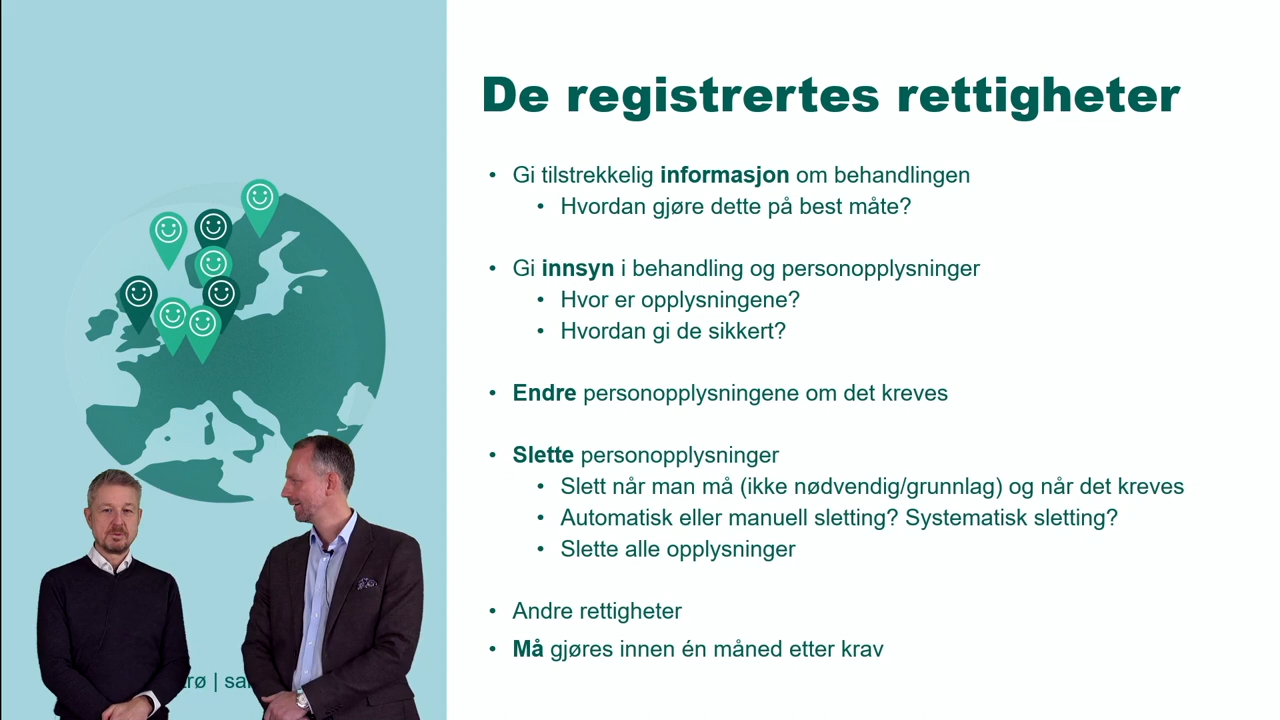 De registrertes rettigheter
• Gi tilstrekkelig informasjon om behandlingen
• Hvordan gjøre dette på best måte?
• Gi innsyn i behandling og personopplysninger
• Hvor er opplysningene?
• Hvordan gi de sikkert?
• Endre personopplysningene om det kreves
• Slette personopplysninger
• Slett når man må (ikke nødvendig/grunnlag) og når det kreves
• Automatisk eller manuell sletting? Systematisk sletting?
• Slette alle opplysninger
• Andre rettigheter
• Må gjøres innen én måned etter krav